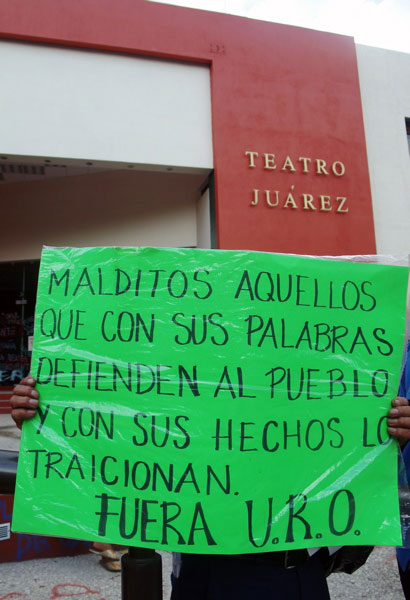 TEATRO
JUÁREZ
MALDITOS AQUELLOS
QUE CON SUS PALABRAS
DEFIENDEN AL PUEBLO
Y CON SUS HECHOS LO
TRAICIONAN.
FUERA U.R.O.